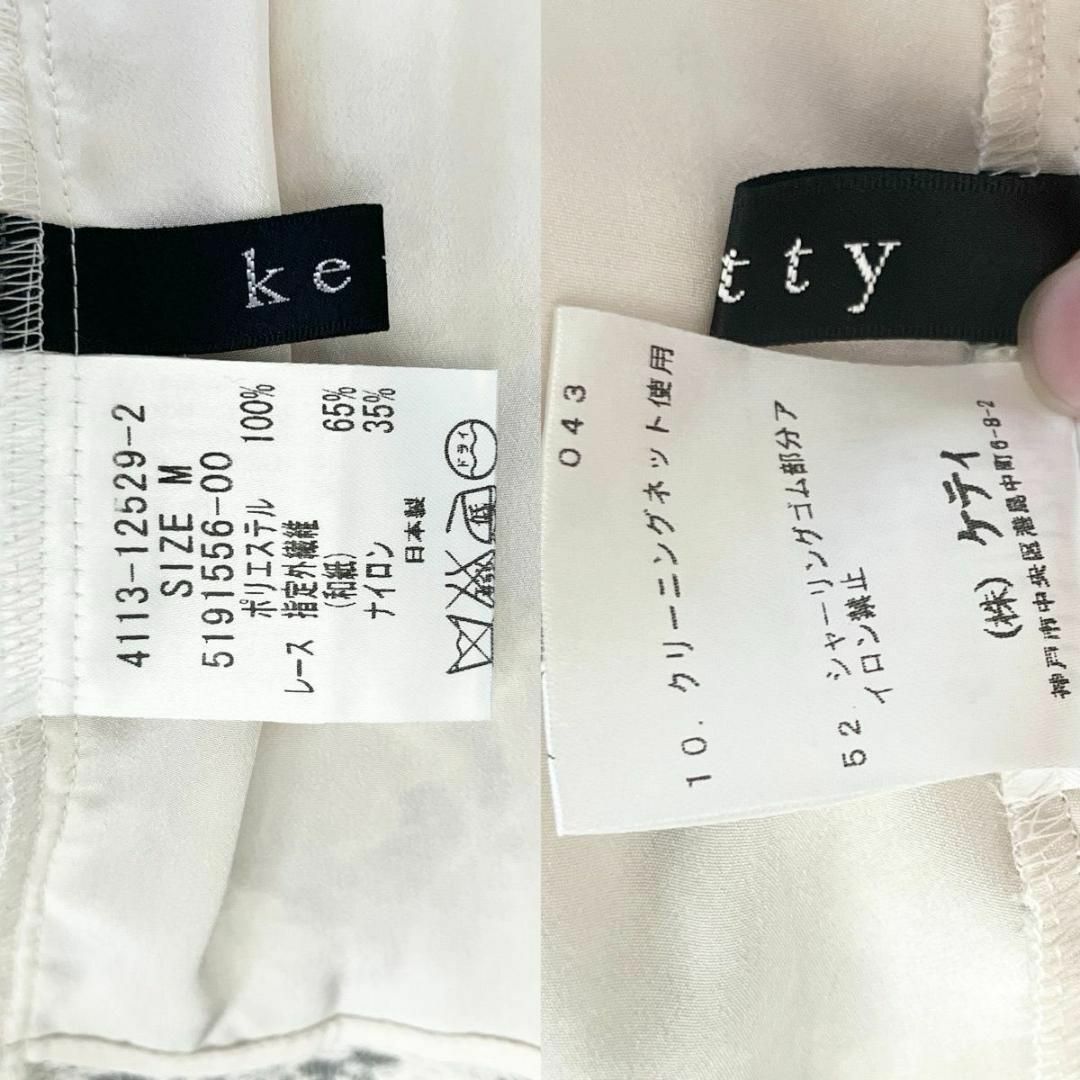 ke
4113-12529-2
SIZE M
5191556-00
ポリエステル 100%
レース 指定外繊維
(和紙) 65%
ナイロン 35%
日本製
ドライ
低
tty
043
10. クリーニングネット使用
52 シャーリングゴム部分ア
イロン禁止
(株) ケティ
神戸市中央区港島中町6-8-2